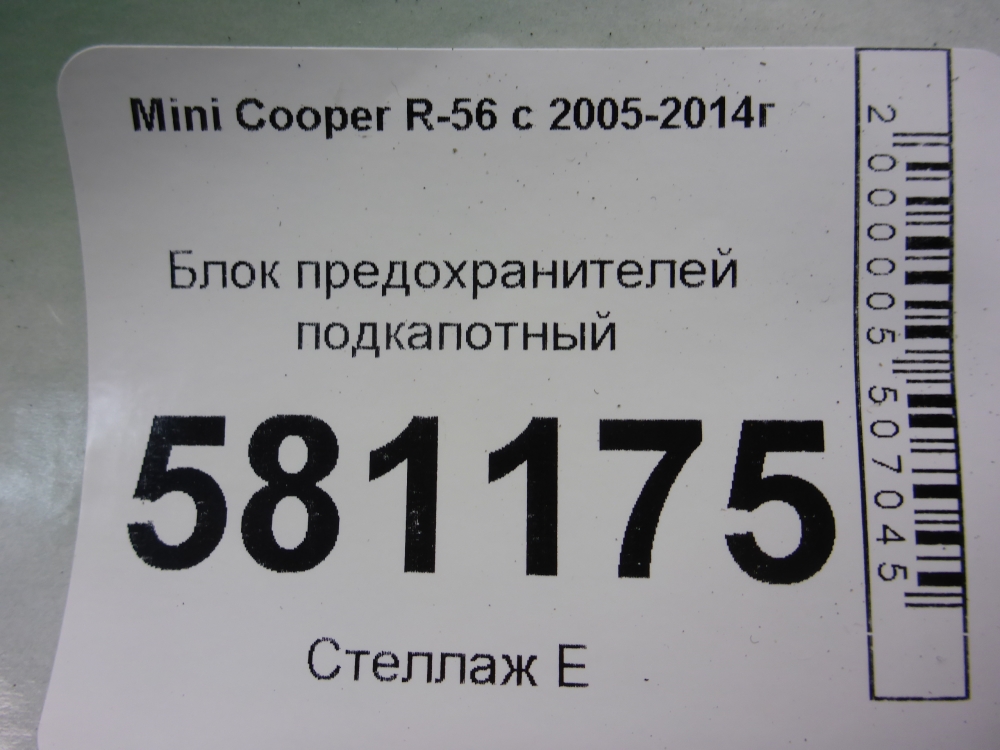 Mini Cooper R-56 с 2005-2014г
Блок предохранителей
подкапотный
581175
Стеллаж Е
2000005507045